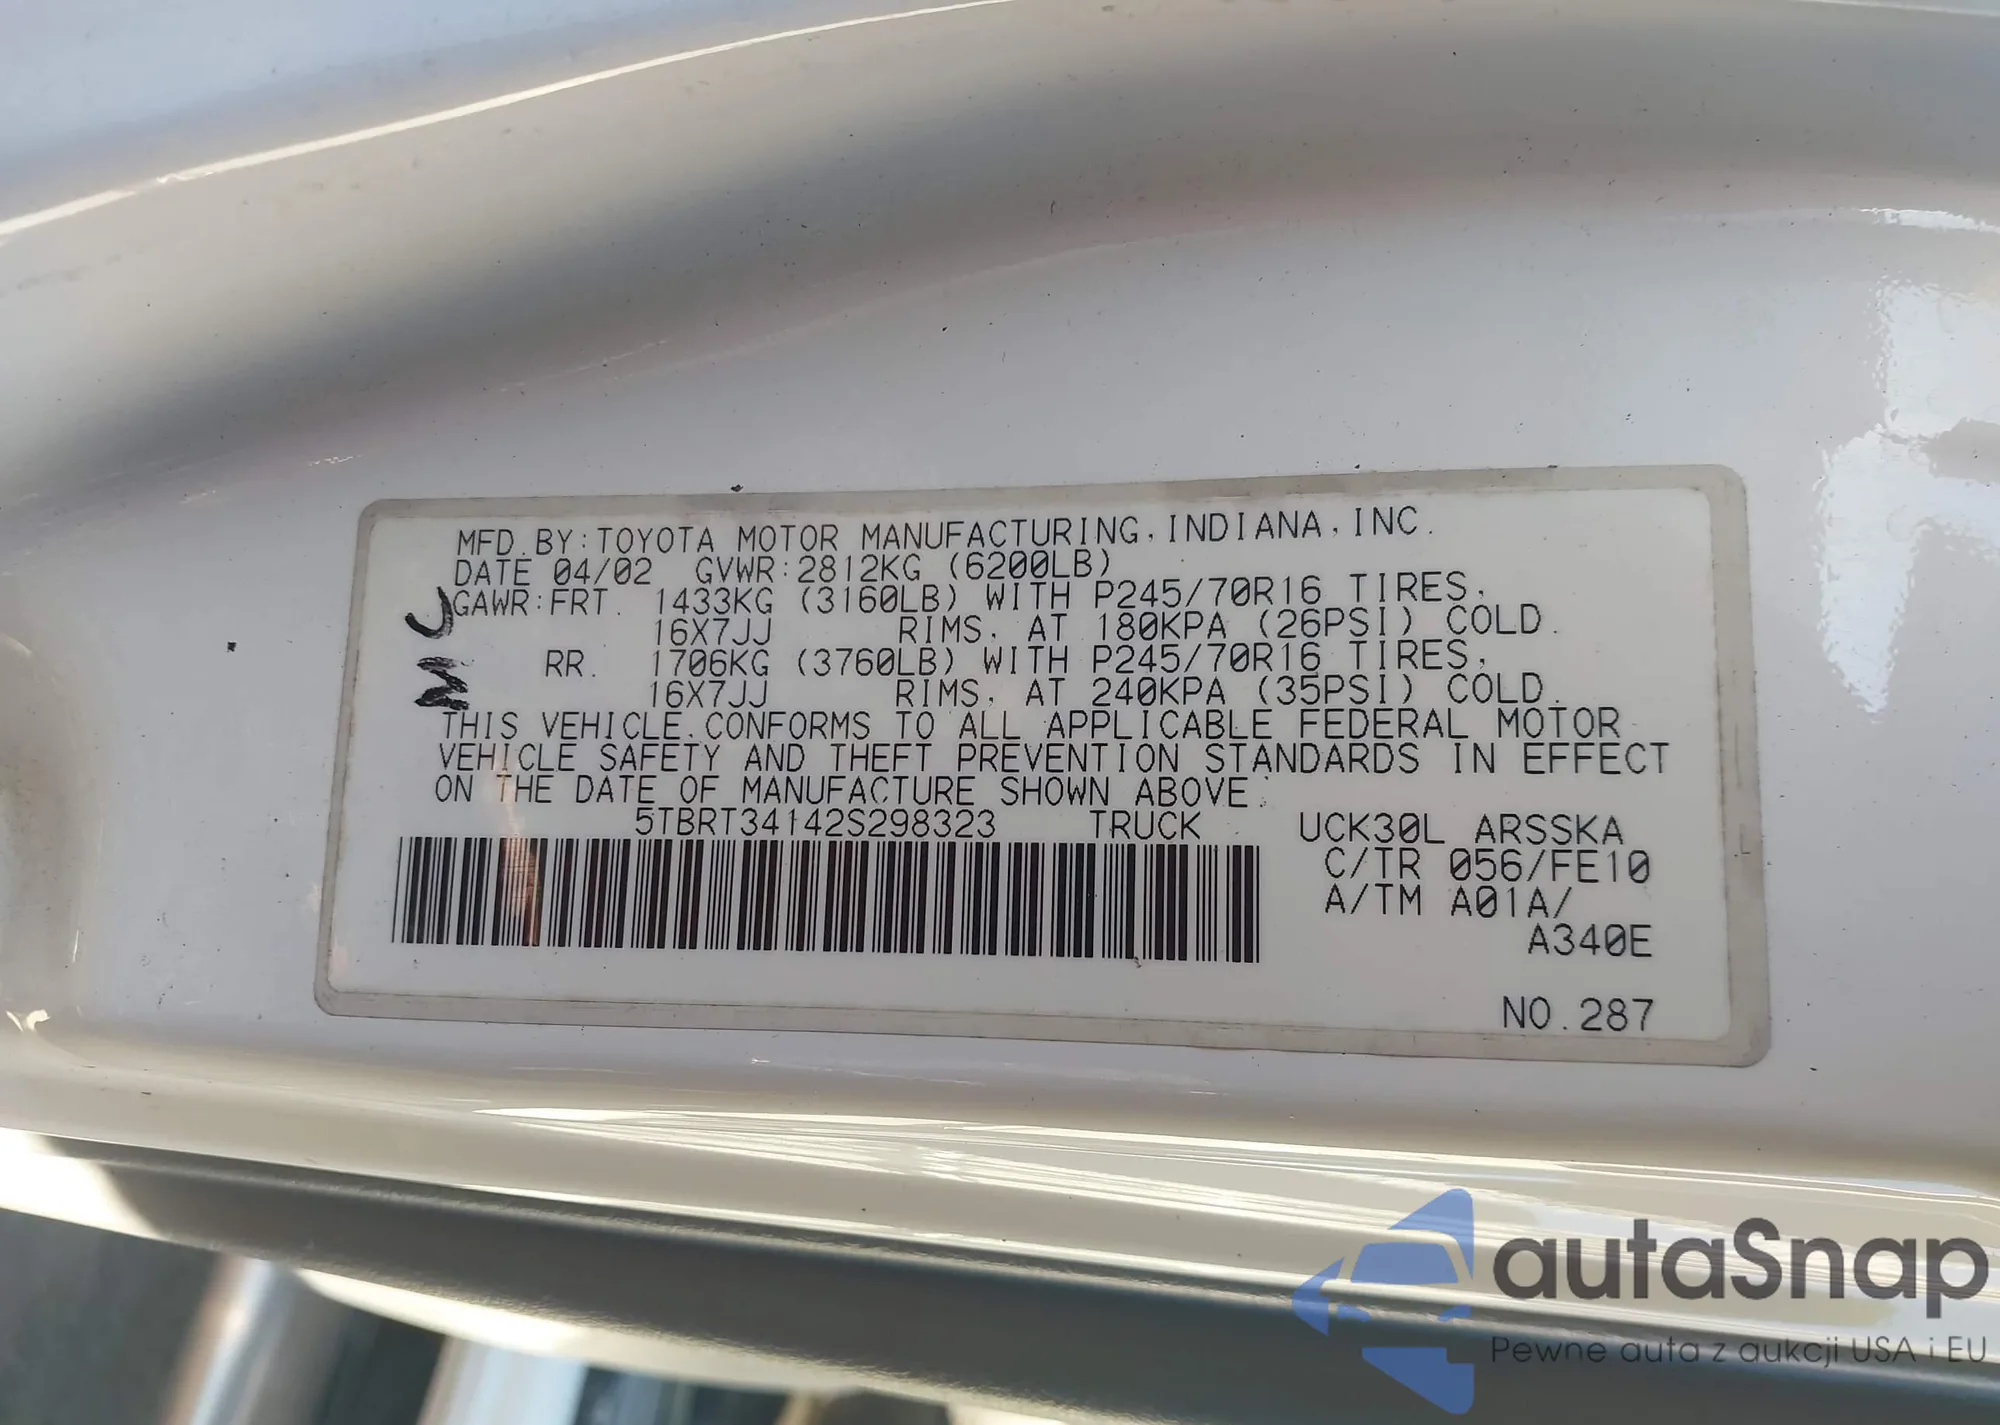 MFD.BY:TOYOTA MOTOR MANUFACTURING,INDIANA,INC.
DATE 04/02 GVWR:2812KG (6200LB)
GAWR:FRT. 1433KG (3160LB) WITH P245/70R16 TIRES,
16X7JJ RIMS, AT 180KPA (26PSI) COLD.
RR. 1706KG (3760LB) WITH P245/70R16 TIRES,
16X7JJ RIMS, AT 240KPA (35PSI) COLD.
THIS VEHICLE CONFORMS TO ALL APPLICABLE FEDERAL MOTOR
VEHICLE SAFETY AND THEFT PREVENTION STANDARDS IN EFFECT
ON THE DATE OF MANUFACTURE SHOWN ABOVE.
5TBRT34142S298323 TRUCK UCK30L ARSSKA
C/TR 056/FE10
A/TM A01A/
A340E
NO.287
MC
autaSnap
Pewne auta z aukcji USA i EU